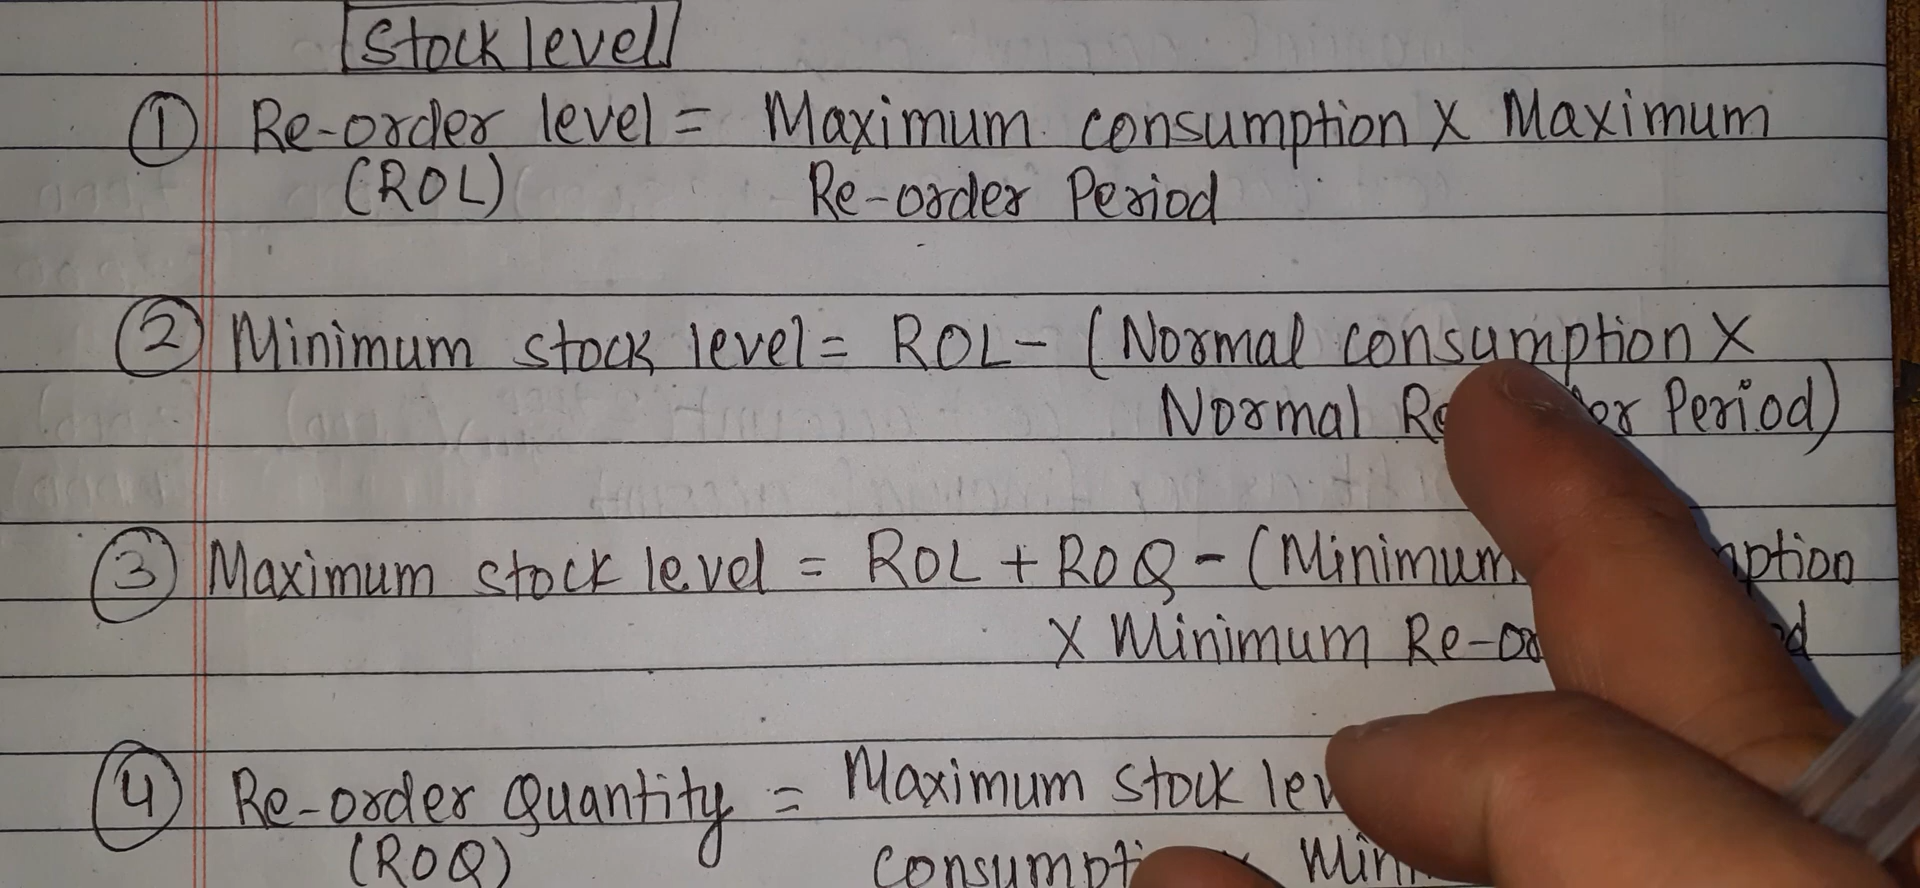 Stock level
① Re-order level = Maximum consumption X Maximum
(ROL) Re-order Period
② Minimum stock level = ROL - (Normal consumption X
Normal Period)
③ Maximum stock level = ROL + ROQ - (Minimum
X Minimum
④ Re-order Quantity = Maximum stock
(ROQ)